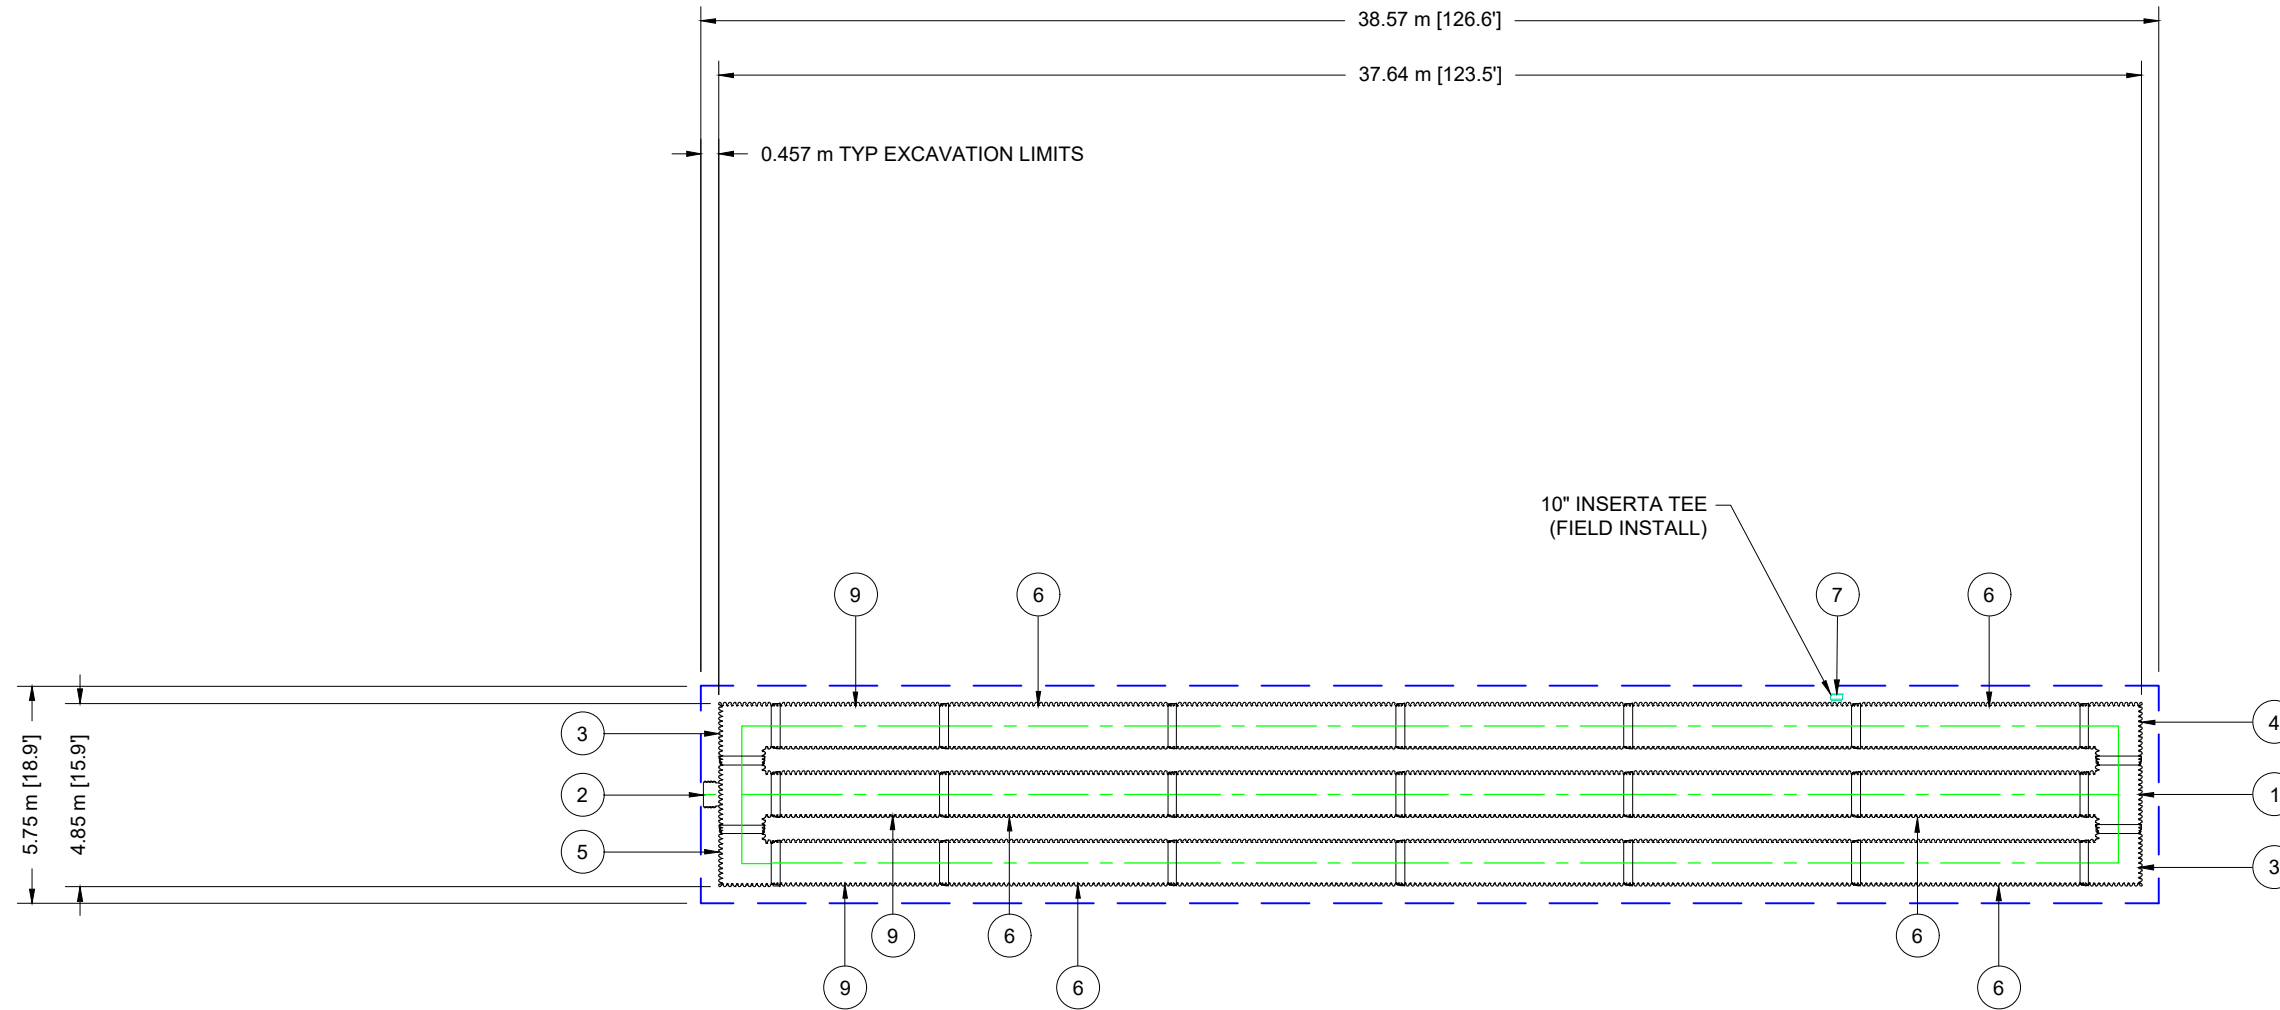 38.57 m [126.6']
37.64 m [123.5']
0.457 m TYP EXCAVATION LIMITS
10" INSERTA TEE
(FIELD INSTALL)
9
6
7
6
3
4
2
1
5
3
5.75 m [18.9']
4.85 m [15.9']
9
6
6
9
6
6